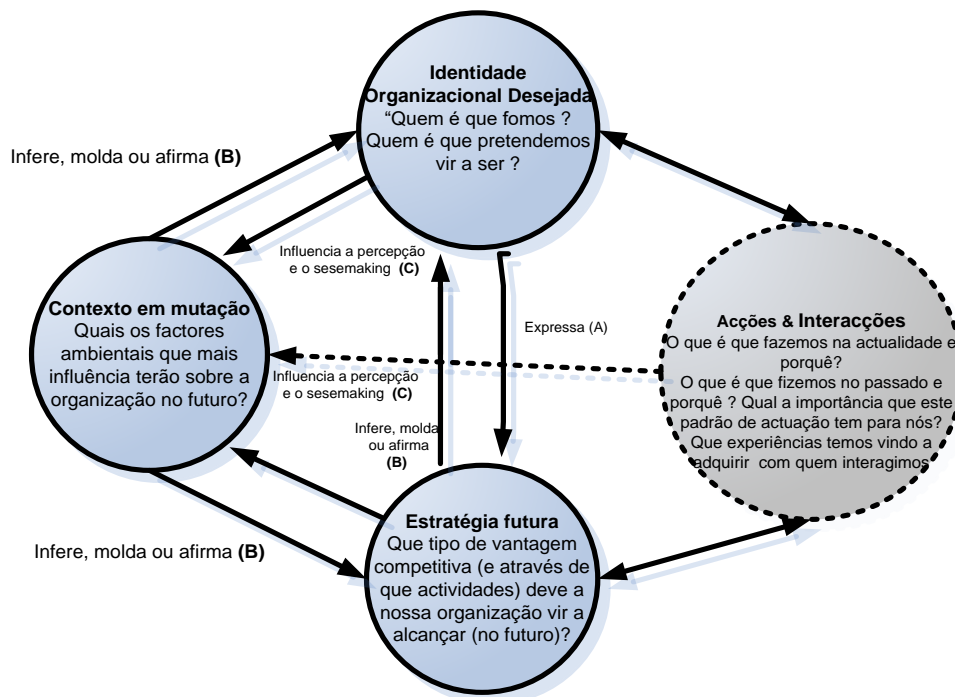 Identidade
Organizacional Desejada
“Quem é que fomos ?
Quem é que pretendemos
vir a ser ?
Infere, molda ou afirma (B)
Influencia a percepção
e o sesemaking (C)
Contexto em mutação
Quais os factores
ambientais que mais
influência terão sobre a
organização no futuro?
Expressa (A)
Acções & Interacções
O que é que fazemos na actualidade e
porquê?
O que é que fizemos no passado e
porquê ? Qual a importância que este
padrão de actuação tem para nós?
Que experiências temos vindo a
adquirir com quem interagimos
Influencia a percepção
e o sesemaking (C)
Infere, molda
ou afirma
(B)
Infere, molda ou afirma (B)
Estratégia futura
Que tipo de vantagem
competitiva (e através de
que actividades) deve a
nossa organização vir a
alcançar (no futuro)?